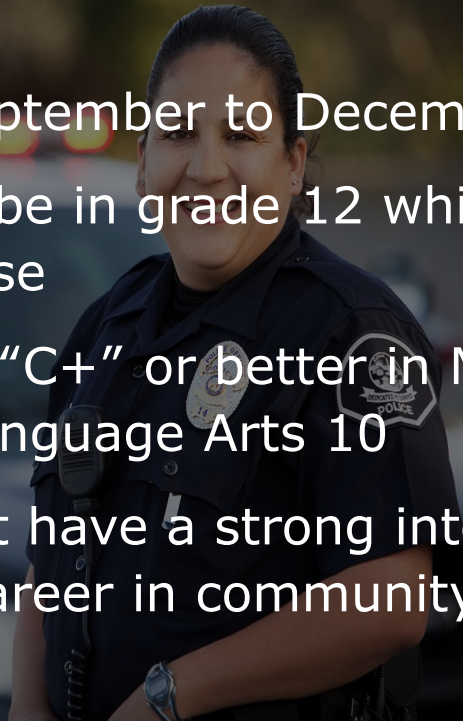 ptember to Decem
be in grade 12 whi
se
“C+” or better in
nguage Arts 10
t have a strong int
areer in community
POLICE
14